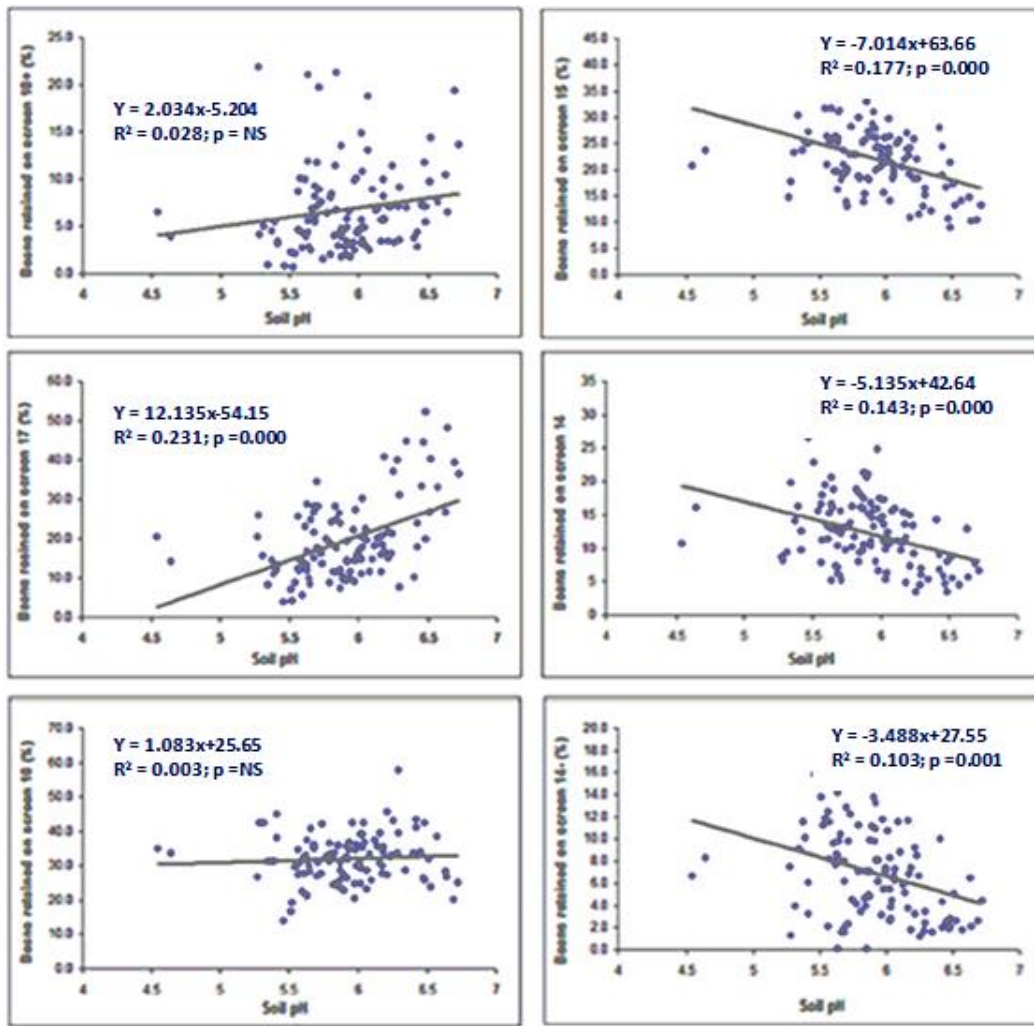 Y = 2.034x-5.204
R² = 0.028; p = NS
Beans retained on screen 18+ (%)
25.0
20.0
15.0
10.0
5.0
0.0
4 4.5 5 5.5 6 6.5 7
Soil pH
Y = -7.014x+63.66
R² =0.177; p =0.000
Beans retained on screen 15 (%)
45.0
40.0
35.0
30.0
25.0
20.0
15.0
10.0
5.0
0.0
4 4.5 5 5.5 6 6.5 7
Soil pH
Y = 12.135x-54.15
R² = 0.231; p =0.000
Beans retained on screen 17 (%)
60.0
50.0
40.0
30.0
20.0
10.0
0.0
4 4.5 5 5.5 6 6.5 7
Soil pH
Y = -5.135x+42.64
R² = 0.143; p =0.000
Beans retained on screen 14
35
30
25
20
15
10
5
0
4 4.5 5 5.5 6 6.5 7
Soil pH
Y = 1.083x+25.65
R² = 0.003; p =NS
Beans retained on screen (%)
70.0
60.0
50.0
40.0
30.0
20.0
10.0
0.0
4 4.5 5 5.5 6 6.5 7
Soil pH
Y = -3.488x+27.55
R² = 0.103; p =0.001
Beans retained on screen 14- (%)
20.0
18.0
16.0
14.0
12.0
10.0
8.0
6.0
4.0
2.0
0.0
4 4.5 5 5.5 6 6.5 7
Soil pH